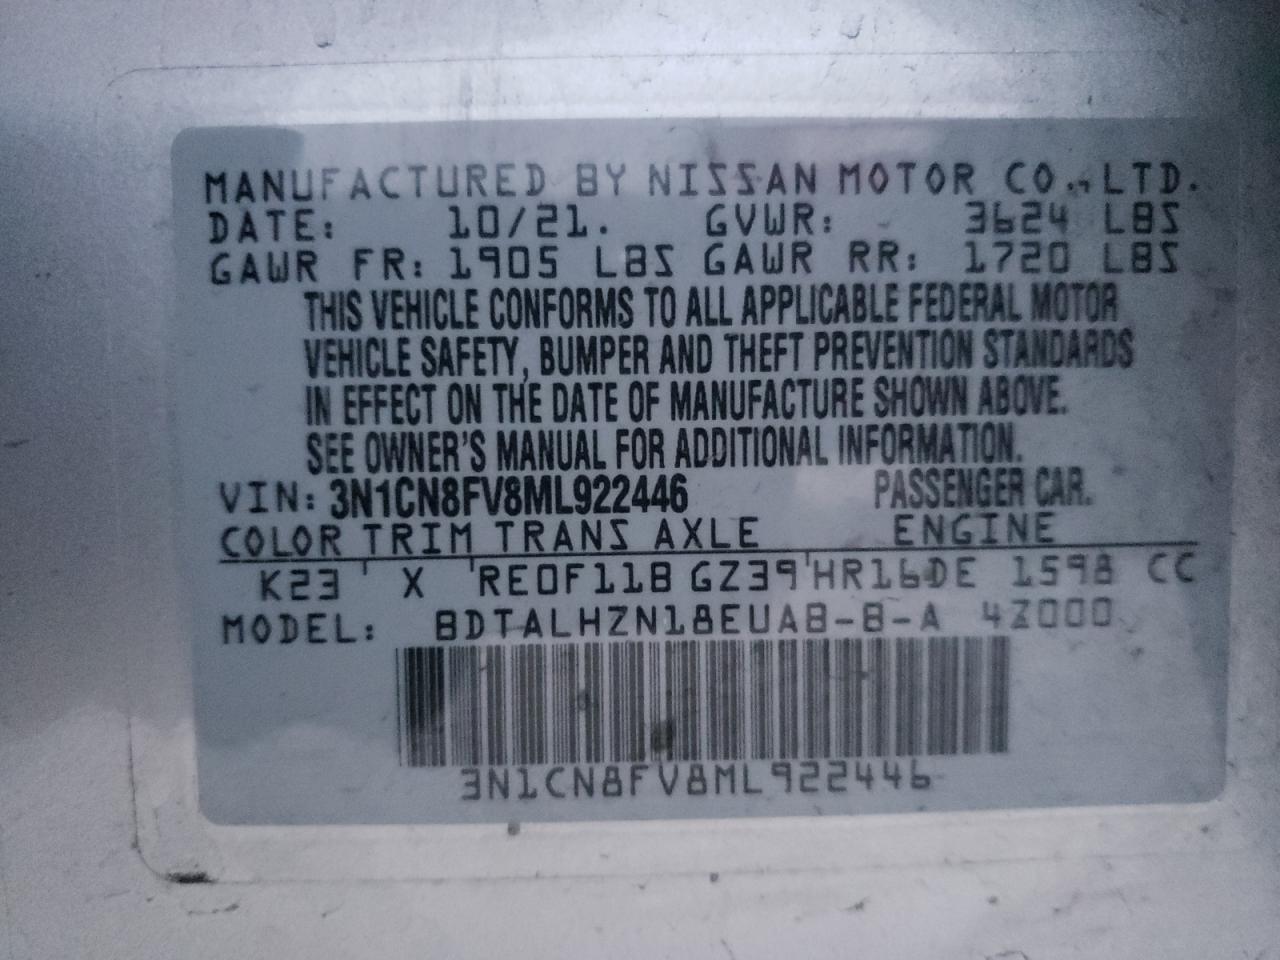 MANUFACTURED BY NISSAN MOTOR CO., LTD.
DATE: 10/21. GVWR: 3624 LBS
GAWR FR: 1905 LBS GAWR RR: 1720 LBS
THIS VEHICLE CONFORMS TO ALL APPLICABLE FEDERAL MOTOR
VEHICLE SAFETY, BUMPER AND THEFT PREVENTION STANDARDS
IN EFFECT ON THE DATE OF MANUFACTURE SHOWN ABOVE.
SEE OWNER'S MANUAL FOR ADDITIONAL INFORMATION.
VIN: 3N1CN8FV8ML922446 PASSENGER CAR.
COLOR TRIM TRANS AXLE ENGINE
K23 X RE0F11B GZ39 HR16DE 1598 CC
MODEL: BDTALHZN18EUAB-B-A 4Z000
3N1CN8FV8ML922446